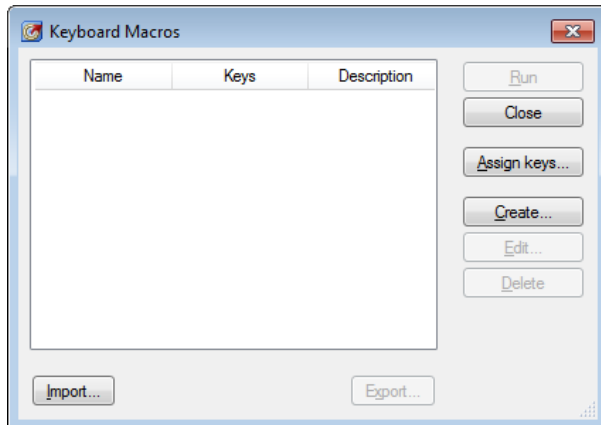 Keyboard Macros
Name Keys Description
Run
Close
Assign keys...
Create...
Edit...
Delete
Import... Export...